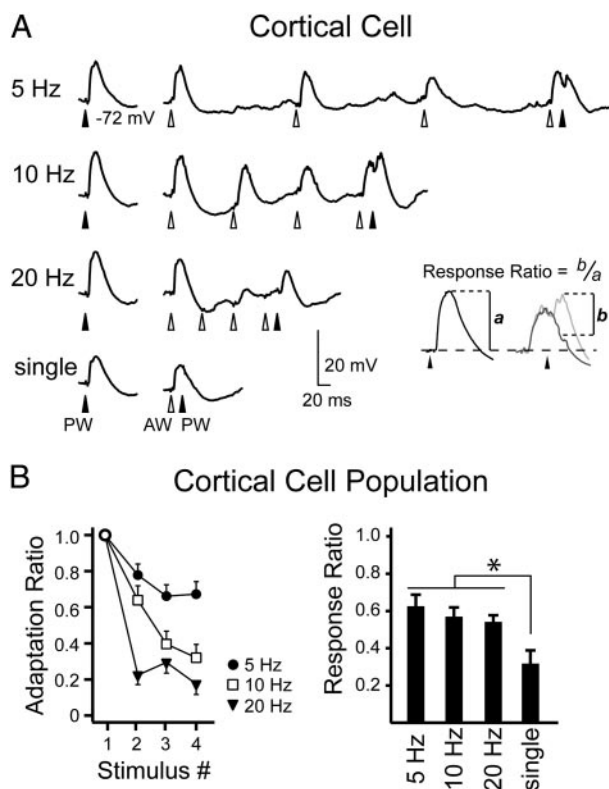 A
Cortical Cell
5 Hz
-72 mV
10 Hz
20 Hz
Response Ratio = b/a
a
b
20 mV
20 ms
single
PW
AW
PW
B
Cortical Cell Population
Adaptation Ratio
1.0
0.8
0.6
0.4
0.2
0
1
2
3
4
Stimulus #
5 Hz
10 Hz
20 Hz
Response Ratio
1.0
0.8
0.6
0.4
0.2
*
5 Hz
10 Hz
20 Hz
single